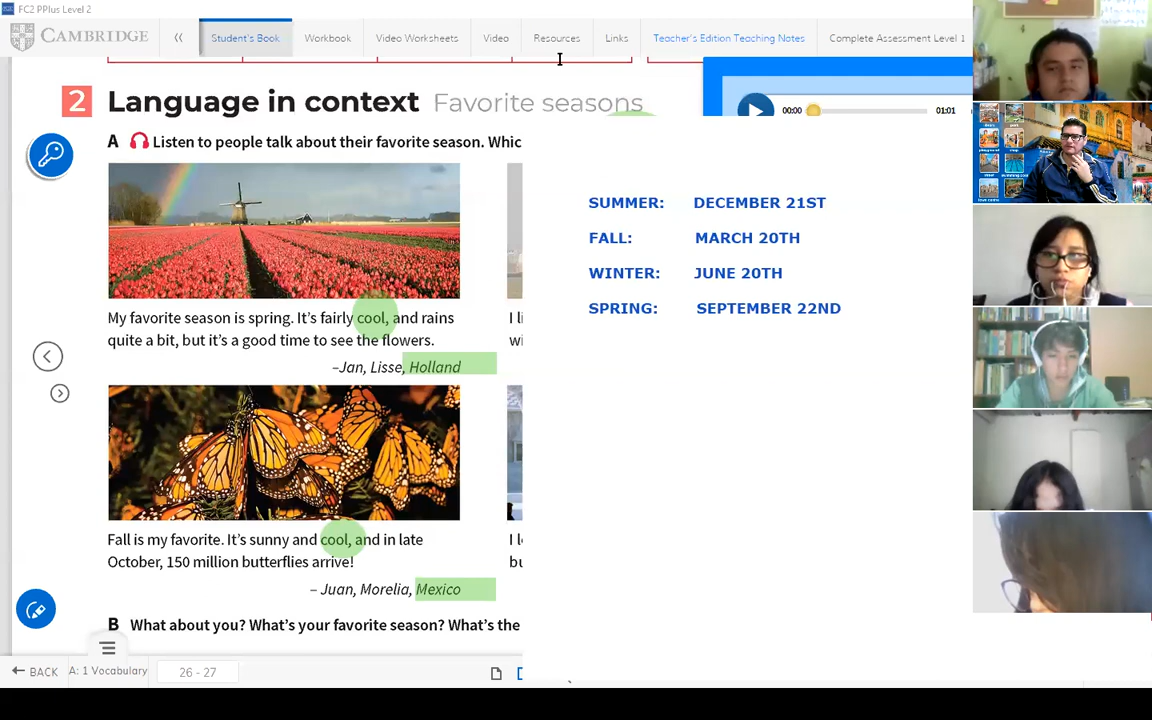 FC2 PPlus Level 2
CAMBRIDGE
Student's Book
Workbook
Video Worksheets
Video
Resources
Links
Teacher's Edition Teaching Notes
Complete Assessment Level 1
2 Language in context Favorite seasons
00:00
01:01
A Listen to people talk about their favorite season. Whic
My favorite season is spring. It's fairly cool, and rains
quite a bit, but it's a good time to see the flowers.
–Jan, Lisse, Holland
I li
wi
SUMMER: DECEMBER 21ST
FALL: MARCH 20TH
WINTER: JUNE 20TH
SPRING: SEPTEMBER 22ND
Fall is my favorite. It's sunny and cool, and in late
October, 150 million butterflies arrive!
– Juan, Morelia, Mexico
I l
bu
B What about you? What's your favorite season? What's the
BACK
A: 1 Vocabulary
26 - 27